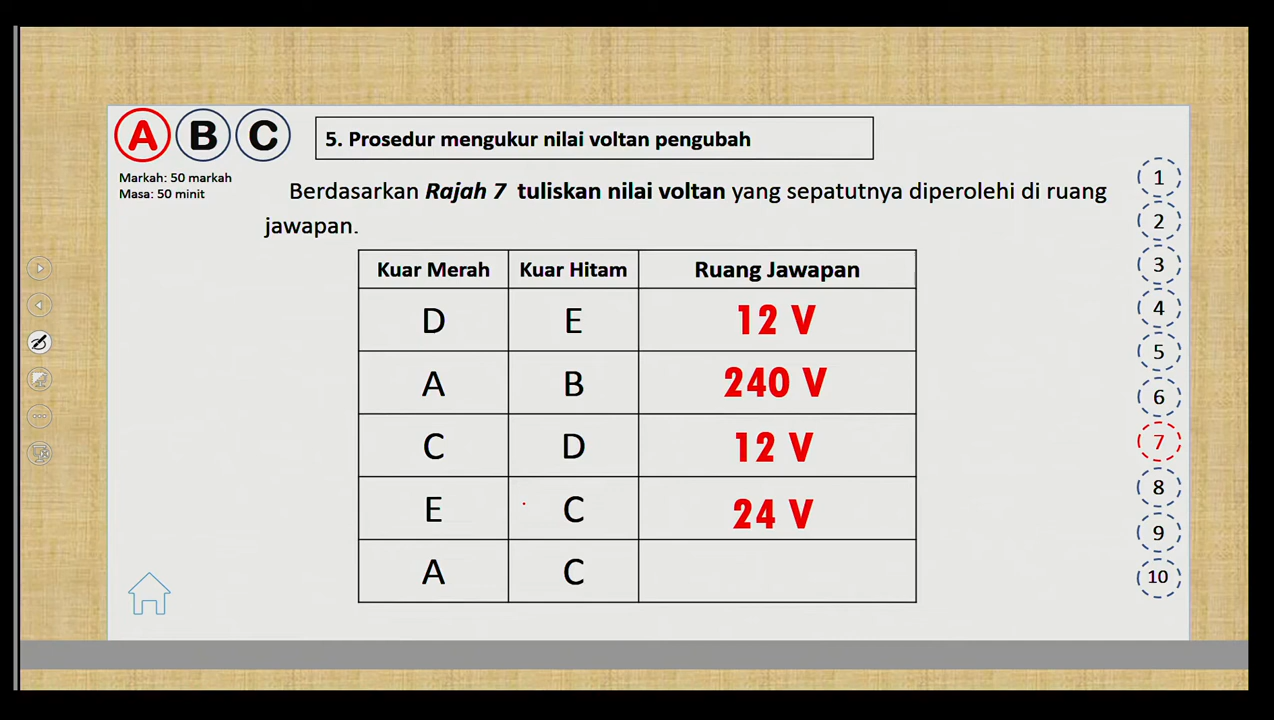 A B C
5. Prosedur mengukur nilai voltan pengubah
Markah: 50 markah
Masa: 50 minit
Berdasarkan Rajah 7 tuliskan nilai voltan yang sepatutnya diperolehi di ruang
jawapan.
Kuar Merah Kuar Hitam Ruang Jawapan
D E 12 V
A B 240 V
C D 12 V
E C 24 V
A C
1
2
3
4
5
6
7
8
9
10